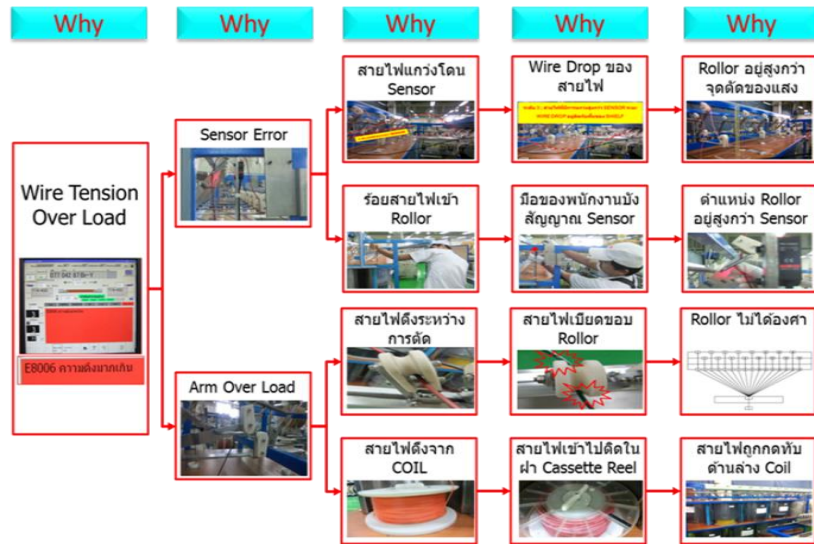 Why
Why
Why
Why
Why
Wire Tension
Over Load
E8006 ความตึงมากเกิน
Sensor Error
Arm Over Load
สายไฟแกว่งโดน
Sensor
Wire Drop ของ
สายไฟ
Rollor อยู่สูงกว่า
จุดตัดของแสง
ร้อยสายไฟเข้า
Rollor
มือของพนักงานบัง
สัญญาณ Sensor
ตำแหน่ง Rollor
อยู่สูงกว่า Sensor
สายไฟตึงระหว่าง
การตัด
สายไฟเบียดขอบ
Rollor
Rollor ไม่ได้องศา
สายไฟตึงจาก
COIL
สายไฟเข้าไปติดใน
ฝา Cassette Reel
สายไฟถูกกดทับ
ด้านล่าง Coil